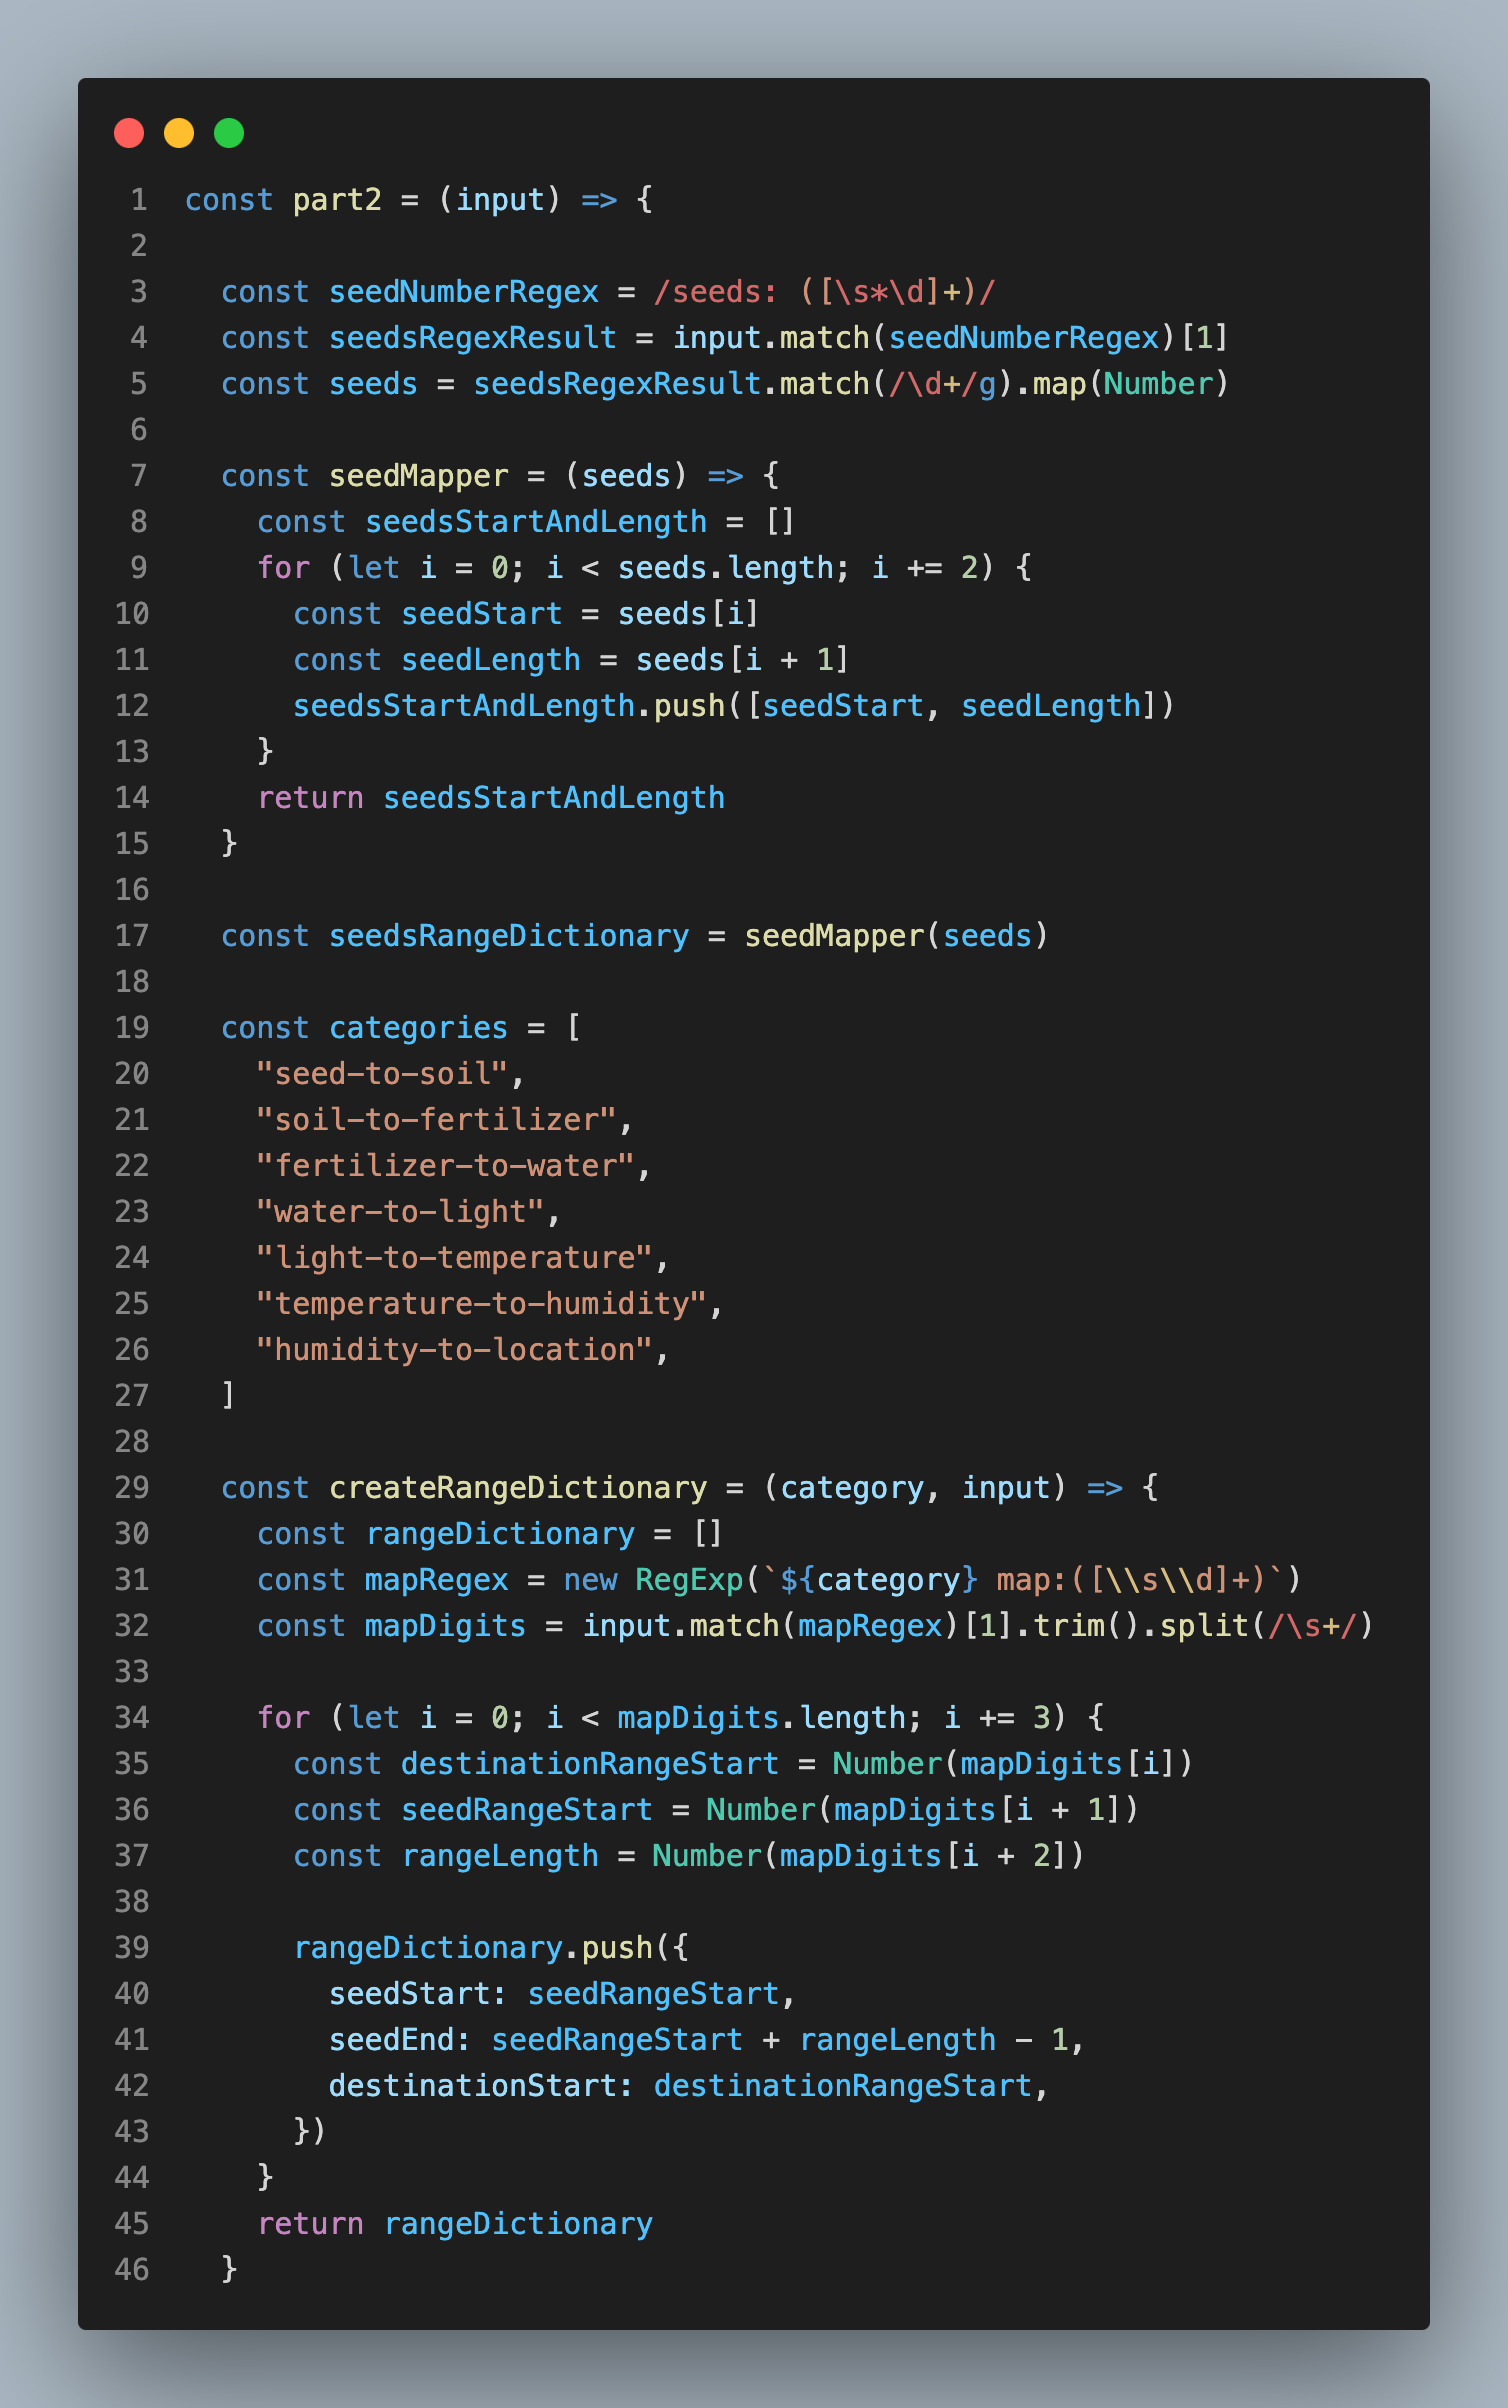 1 const part2 = (input) => {
2
3   const seedNumberRegex = /seeds: ([\s*\d]+)/
4   const seedsRegexResult = input.match(seedNumberRegex)[1]
5   const seeds = seedsRegexResult.match(/\d+/g).map(Number)
6
7   const seedMapper = (seeds) => {
8     const seedsStartAndLength = []
9     for (let i = 0; i < seeds.length; i += 2) {
10       const seedStart = seeds[i]
11       const seedLength = seeds[i + 1]
12       seedsStartAndLength.push([seedStart, seedLength])
13     }
14     return seedsStartAndLength
15   }
16
17   const seedsRangeDictionary = seedMapper(seeds)
18
19   const categories = [
20     "seed-to-soil",
21     "soil-to-fertilizer",
22     "fertilizer-to-water",
23     "water-to-light",
24     "light-to-temperature",
25     "temperature-to-humidity",
26     "humidity-to-location",
27   ]
28
29   const createRangeDictionary = (category, input) => {
30     const rangeDictionary = []
31     const mapRegex = new RegExp(`${category} map:([\\s\\d]+)`)
32     const mapDigits = input.match(mapRegex)[1].trim().split(/\s+/)
33
34     for (let i = 0; i < mapDigits.length; i += 3) {
35       const destinationRangeStart = Number(mapDigits[i])
36       const seedRangeStart = Number(mapDigits[i + 1])
37       const rangeLength = Number(mapDigits[i + 2])
38
39       rangeDictionary.push({
40         seedStart: seedRangeStart,
41         seedEnd: seedRangeStart + rangeLength - 1,
42         destinationStart: destinationRangeStart,
43       })
44     }
45     return rangeDictionary
46   }